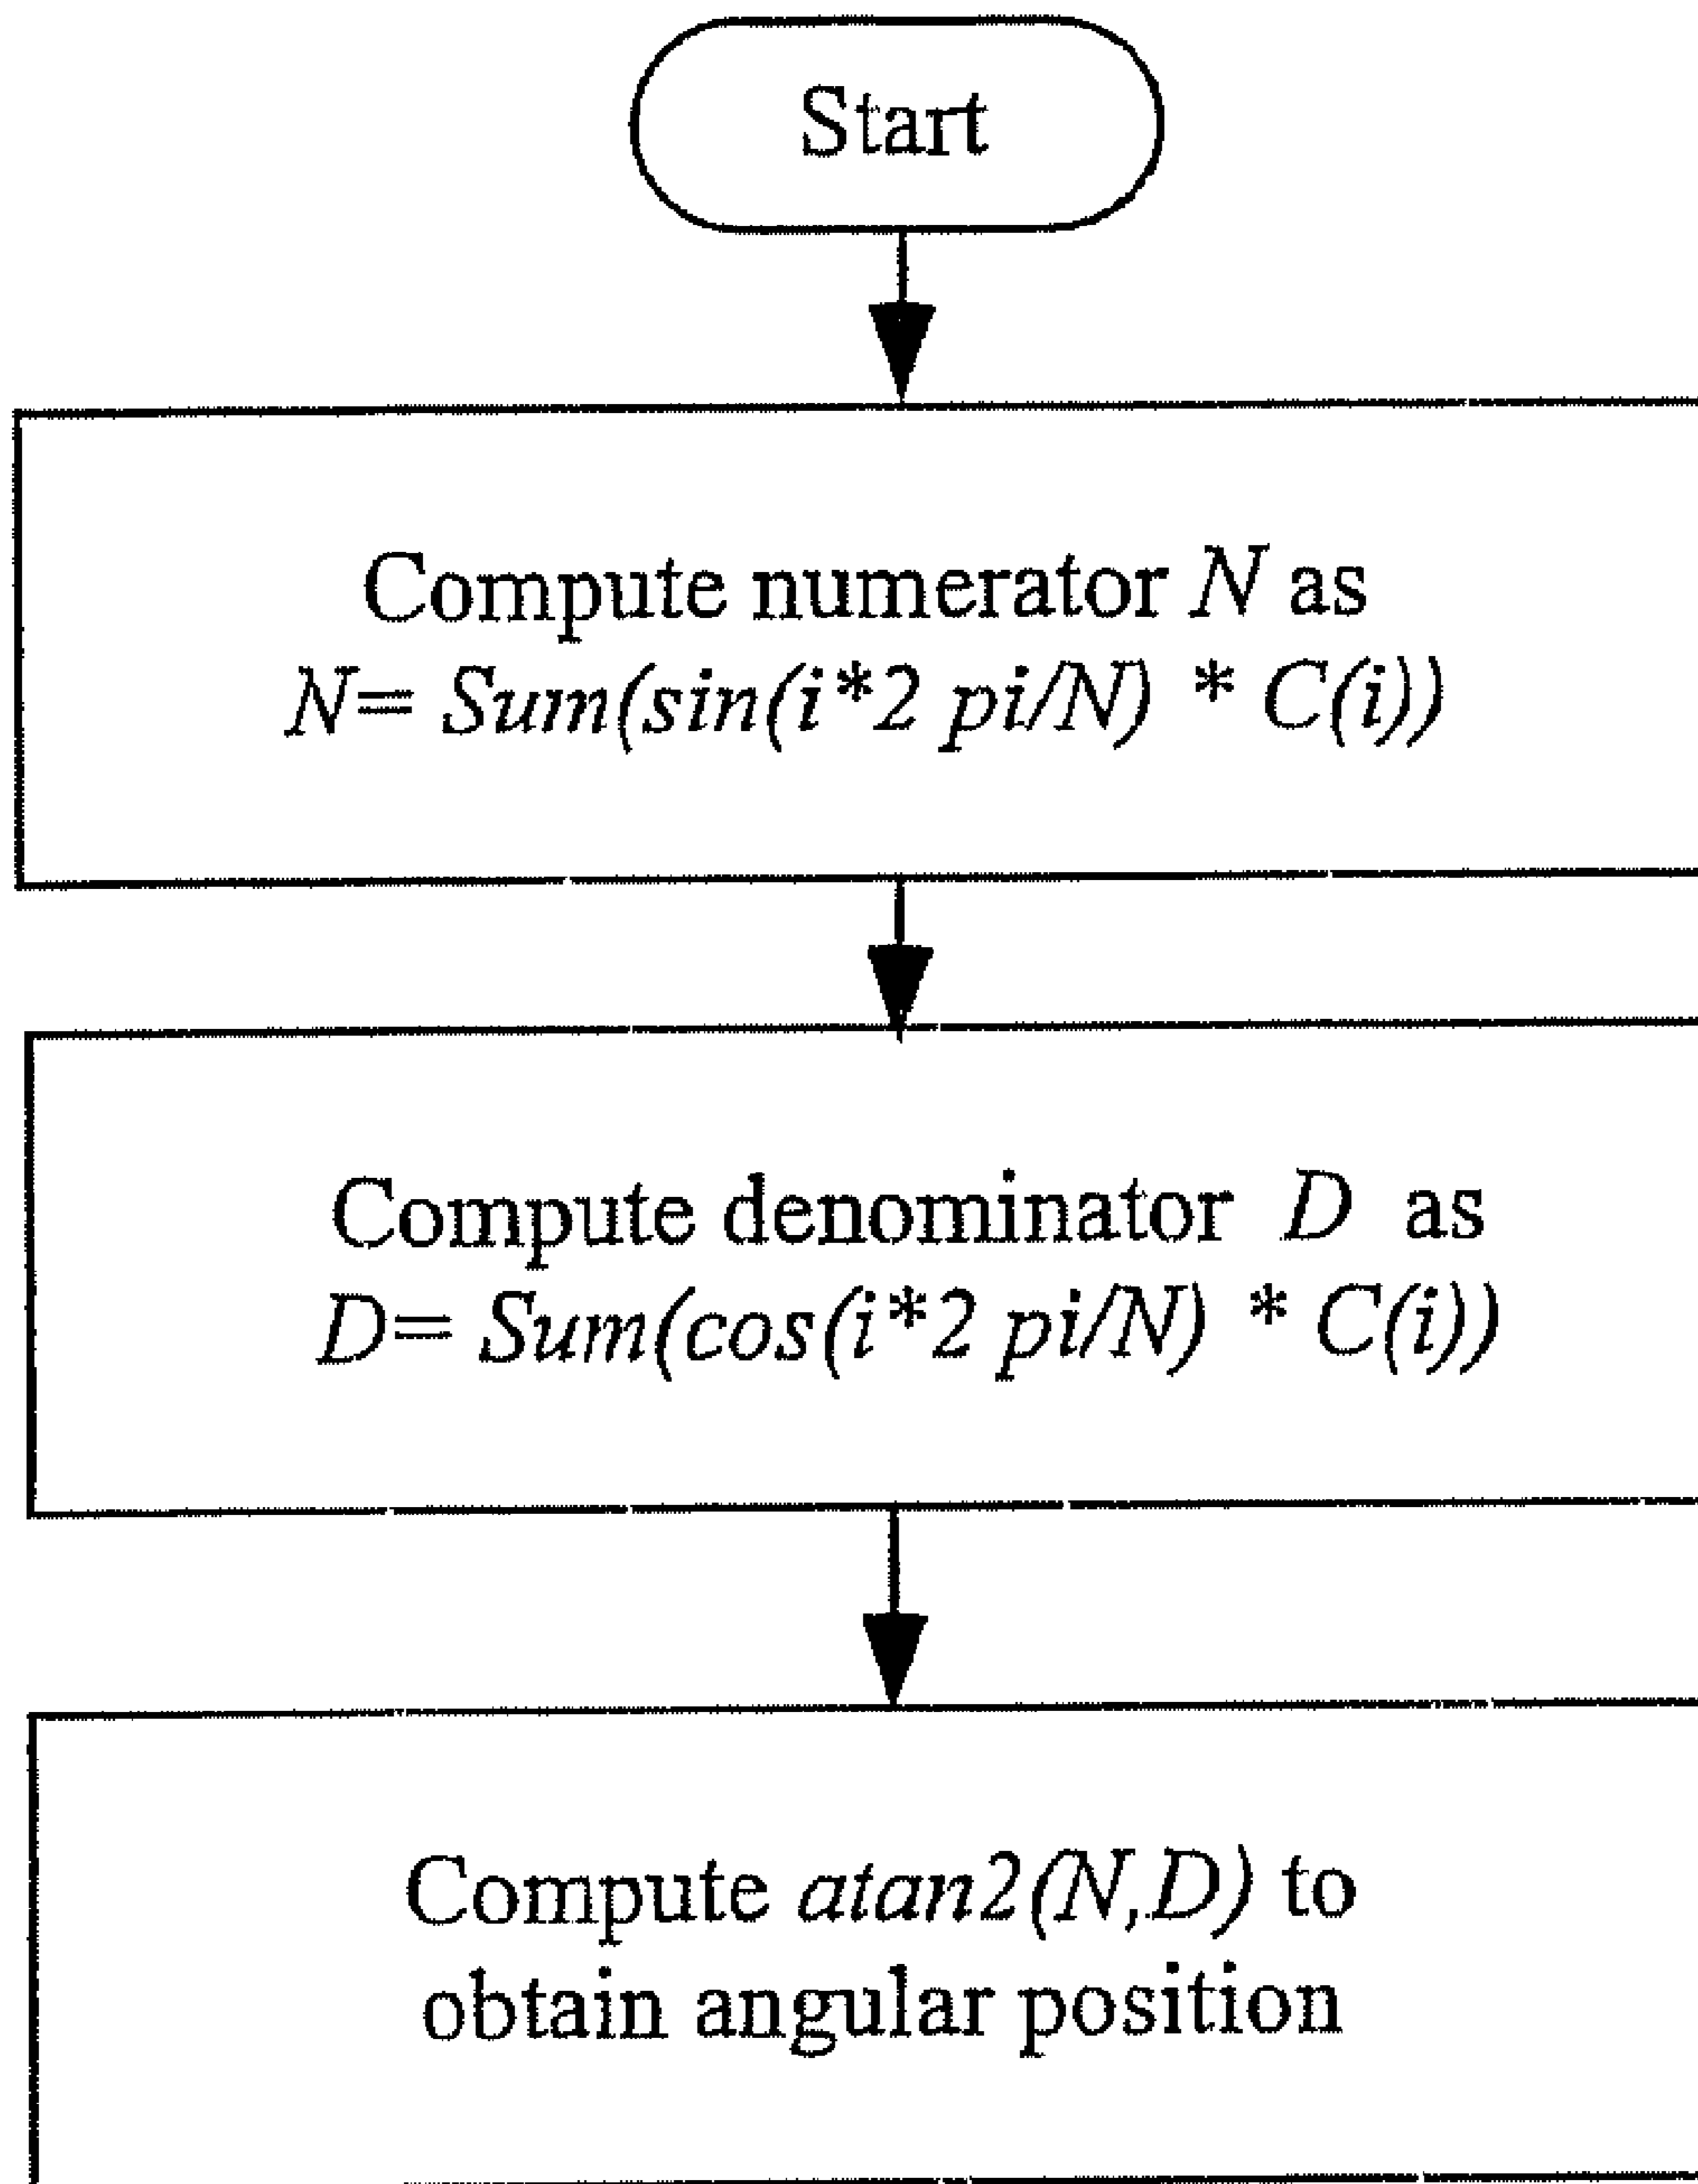 Start
Compute numerator N as
N= Sum(sin(i*2 pi/N) * C(i))
Compute denominator D as
D= Sum(cos(i*2 pi/N) * C(i))
Compute atan2(N,D) to
obtain angular position